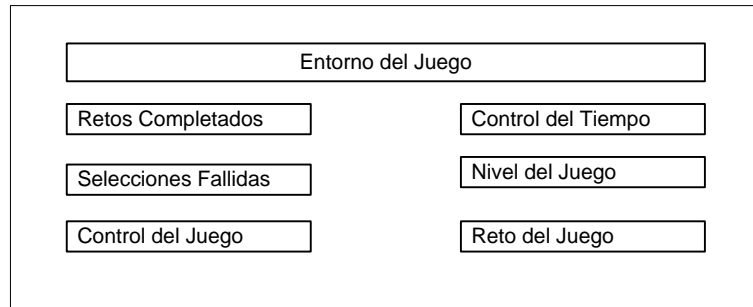 Entorno del Juego
Retos Completados
Control del Tiempo
Selecciones Fallidas
Nivel del Juego
Control del Juego
Reto del Juego